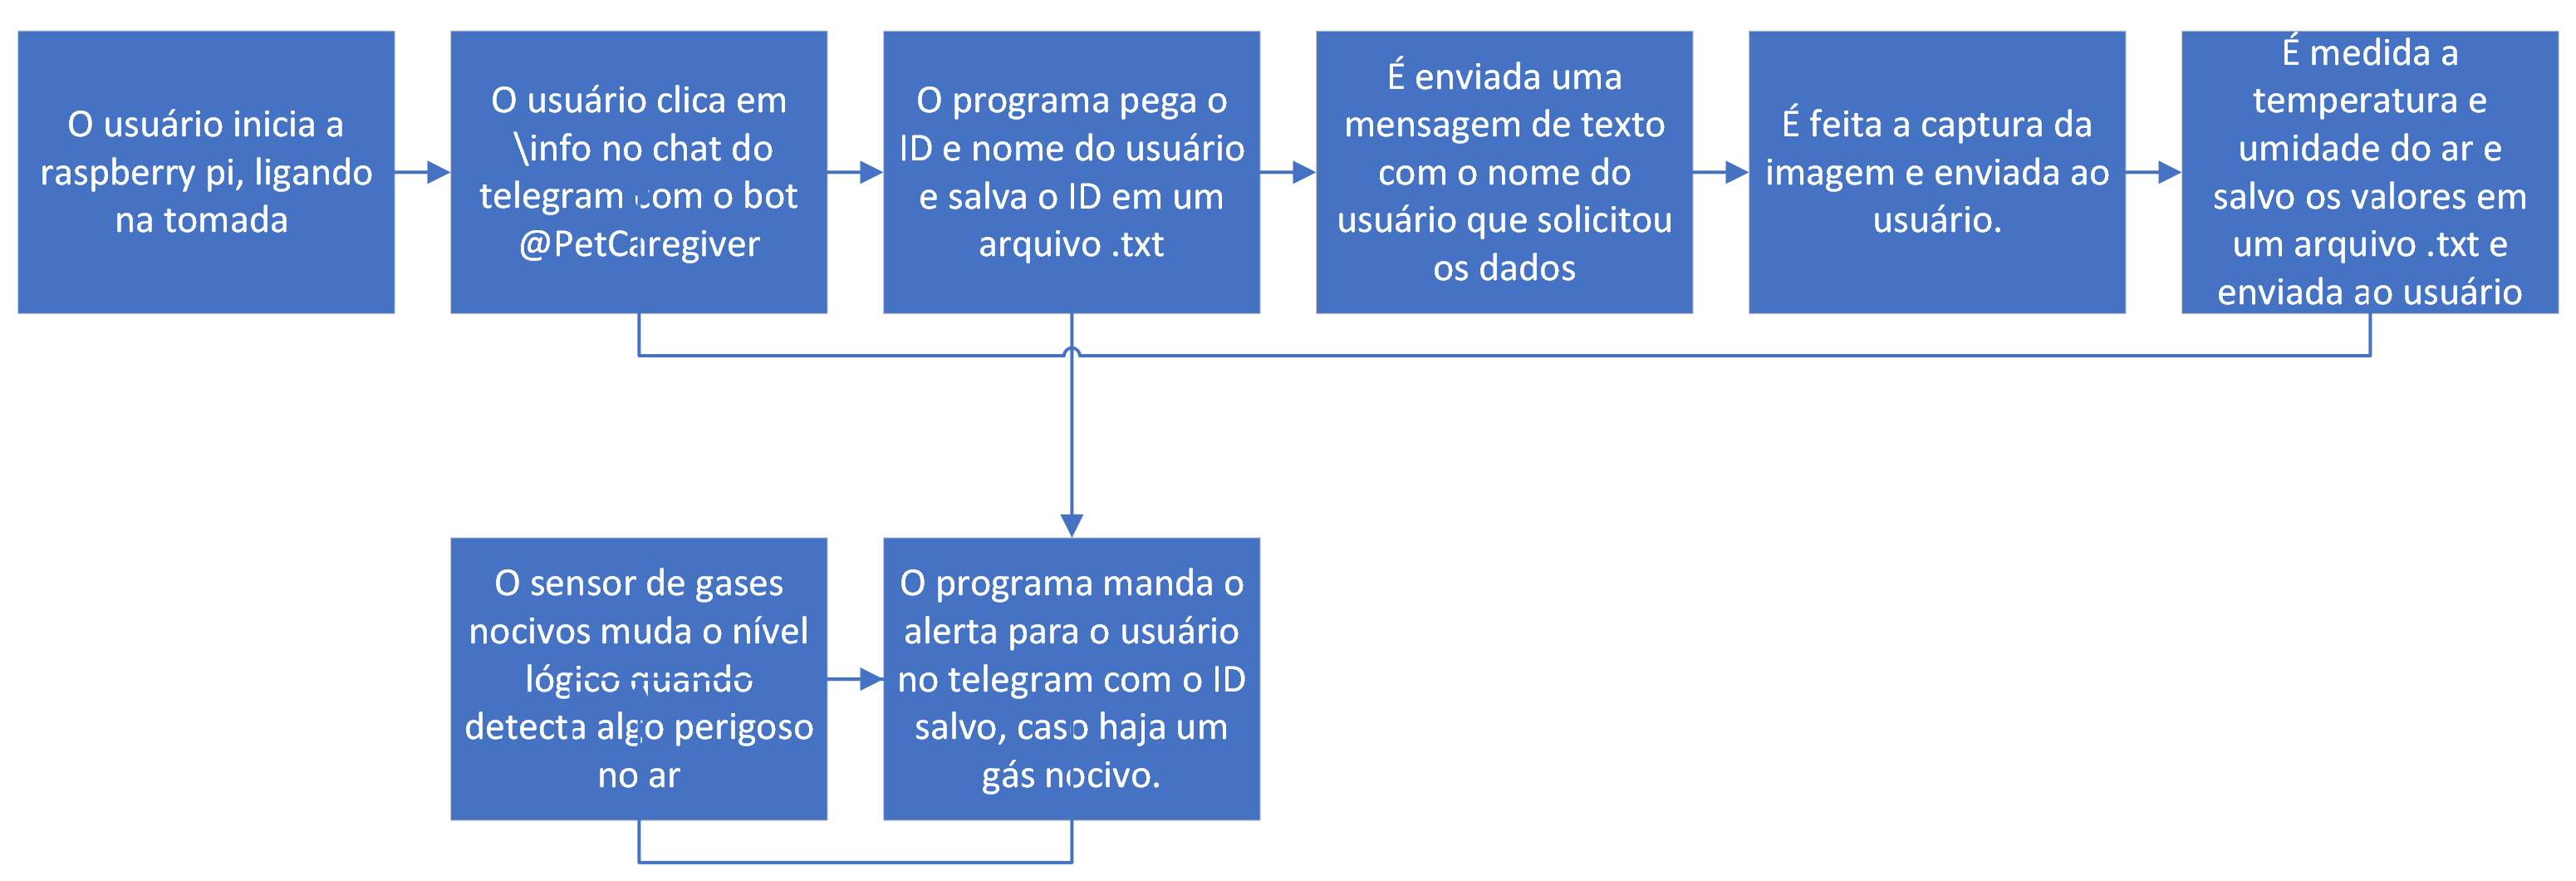 O usuário inicia a
raspberry pi, ligando
na tomada
O usuário clica em
\info no chat do
telegram com o bot
@PetCaregiver
O programa pega o
ID e nome do usuário
e salva o ID em um
arquivo .txt
É enviada uma
mensagem de texto
com o nome do
usuário que solicitou
os dados
É feita a captura da
imagem e enviada ao
usuário.
É medida a
temperatura e
umidade do ar e
salvo os valores em
um arquivo .txt e
enviada ao usuário
O sensor de gases
nocivos muda o nível
lógico quando
detecta algo perigoso
no ar
O programa manda o
alerta para o usuário
no telegram com o ID
salvo, caso haja um
gás nocivo.